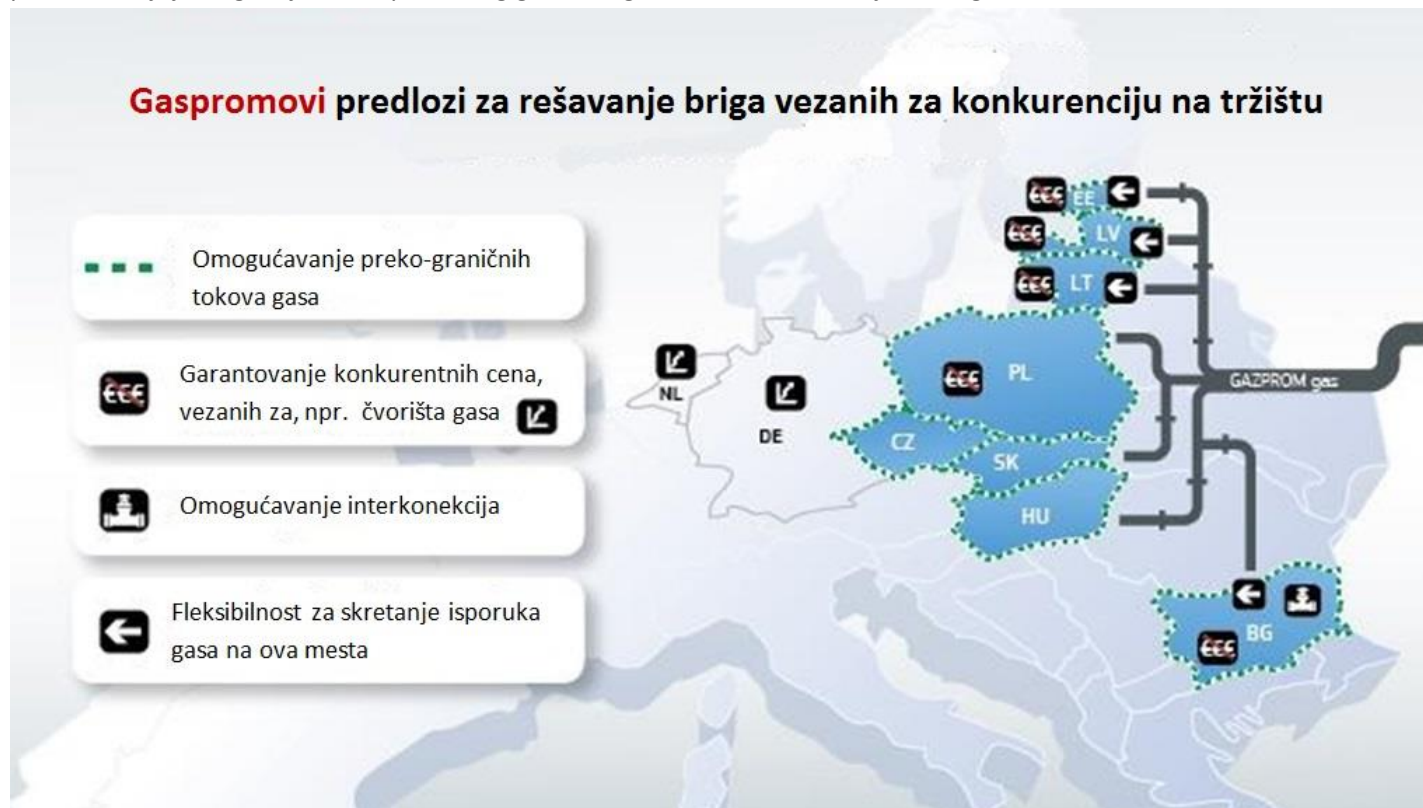 Gaspromovi predlozi za rešavanje briga vezanih za konkurenciju na tržištu
Omogućavanje preko-graničnih
tokova gasa
€€€
Garantovanje konkurentnih cena,
vezanih za, npr. čvorišta gasa
Omogućavanje interkonekcija
Fleksibilnost za skretanje isporuka
gasa na ova mesta
€€€
EE
€€€
LV
€€€
LT
NL
DE
€€€
PL
CZ
SK
HU
GAZPROM gas
BG
€€€